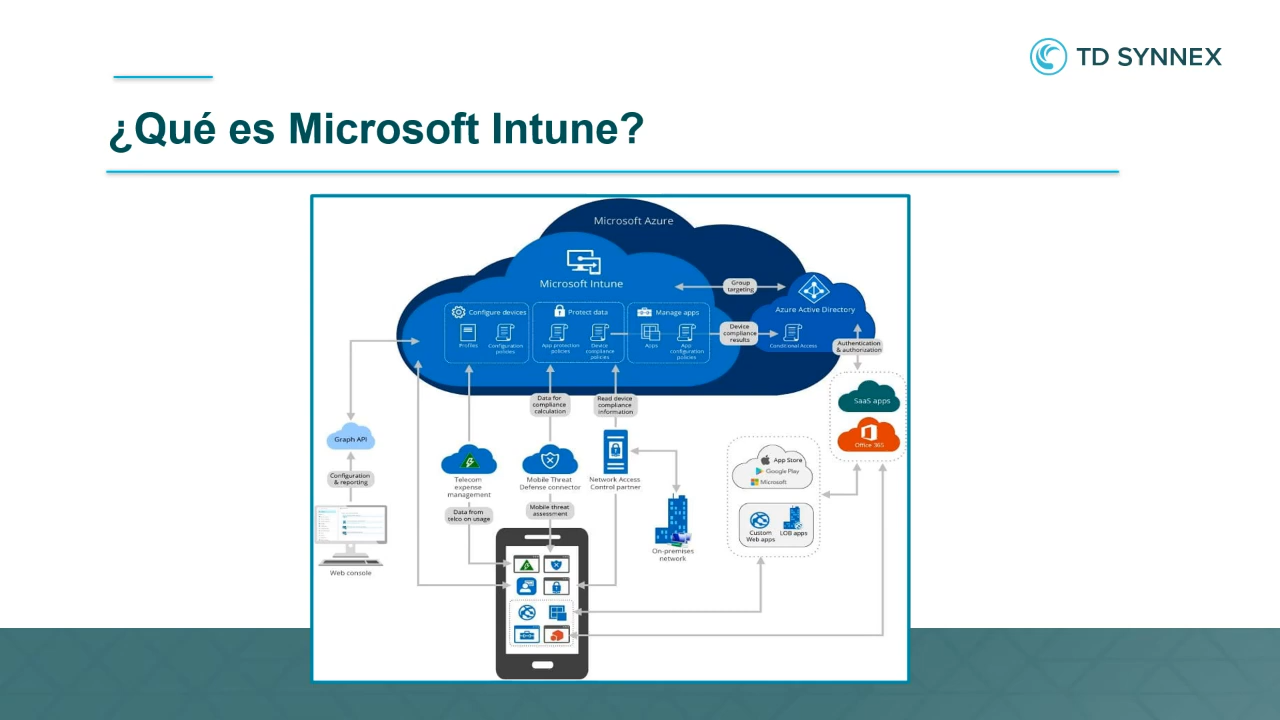 TD SYNNEX
¿Qué es Microsoft Intune?
Microsoft Azure
Microsoft Intune
Group
targeting
Azure Active Directory
Configure devices
Protect data
Manage apps
Profiles
Configuration
policies
App protection
policies
Device
compliance
policies
Apps
App
configuration
policies
Device
compliance
results
Conditional Access
Authentication
& authorization
Data for
compliance
calculation
Read device
compliance
information
SaaS apps
Office 365
Graph API
Configuration
& reporting
Web console
Telecom
expense
management
Mobile Threat
Defense connector
Network Access
Control partner
Data from
telco on usage
Mobile threat
assessment
On-premises
network
App Store
Google Play
Microsoft
Custom
Web apps
LOB apps